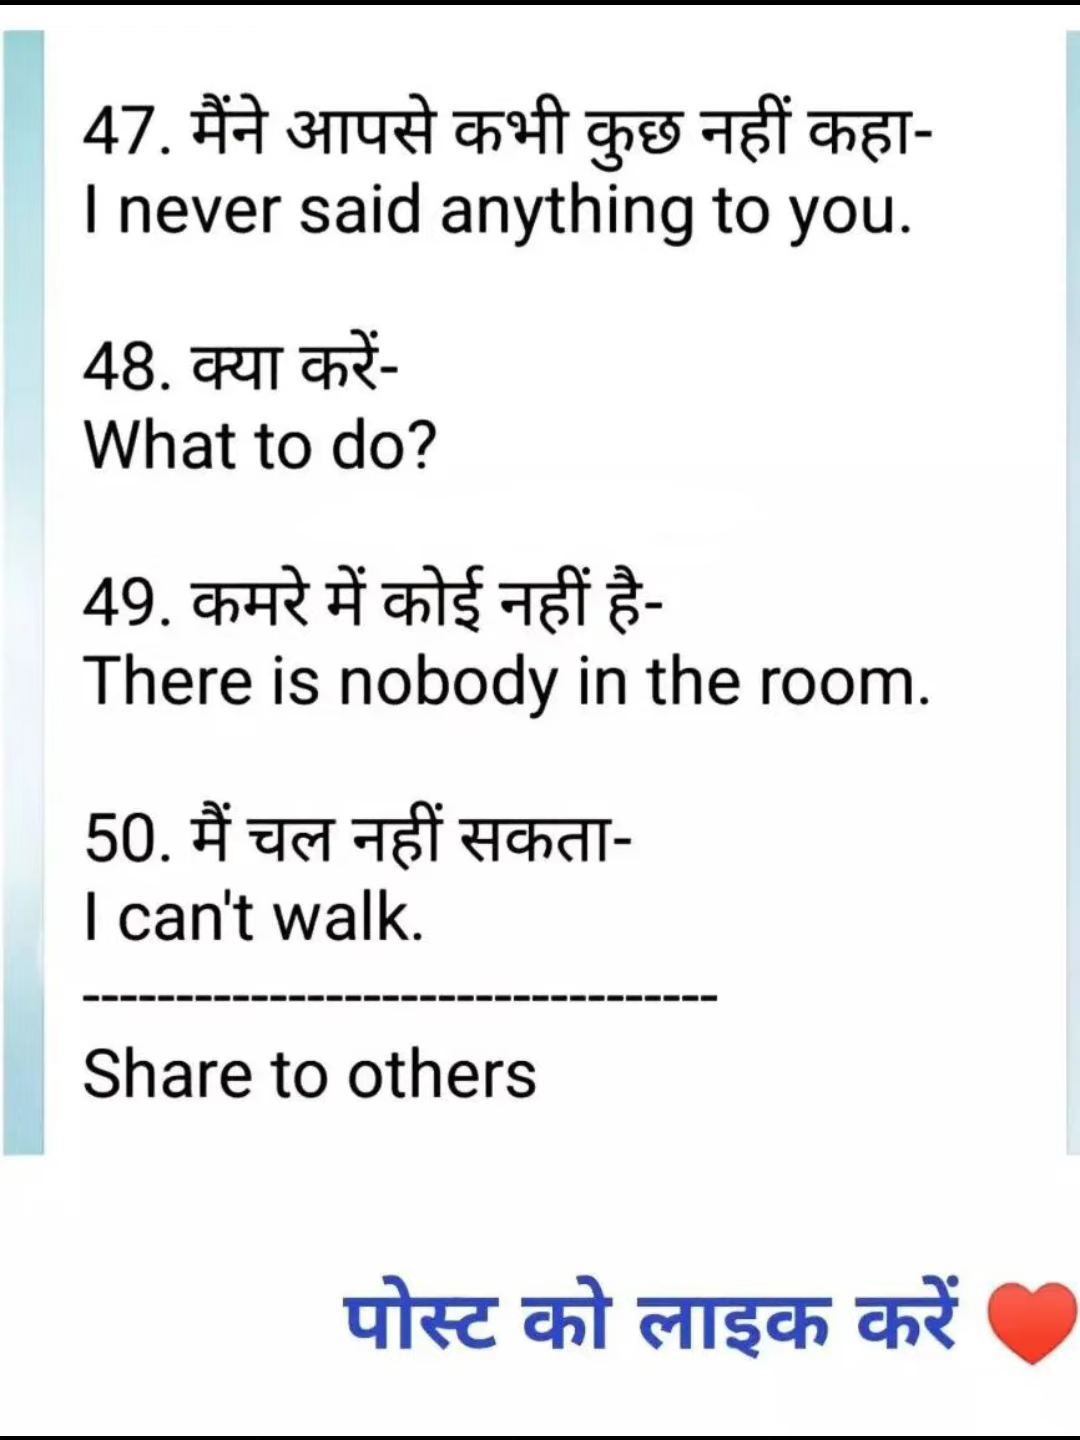 47. मैंने आपसे कभी कुछ नहीं कहा-
I never said anything to you.
48. क्या करें-
What to do?
49. कमरे में कोई नहीं है-
There is nobody in the room.
50. मैं चल नहीं सकता-
I can't walk.
----------------------------------
Share to others
पोस्ट को लाइक करें ♥️